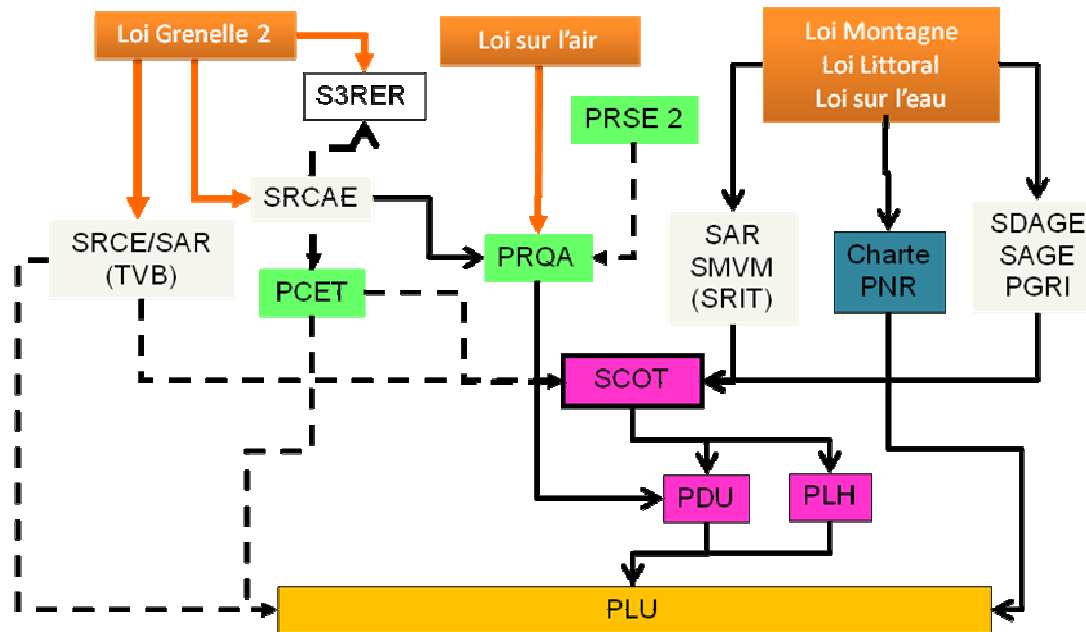 Loi Grenelle 2
Loi sur l'air
Loi Montagne
Loi Littoral
Loi sur l'eau
S3RER
PRSE 2
SRCAE
SRCE/SAR
(TVB)
PRQA
SAR
SMVM
(SRIT)
Charte
PNR
SDAGE
SAGE
PGRI
PCET
SCOT
PDU
PLH
PLU